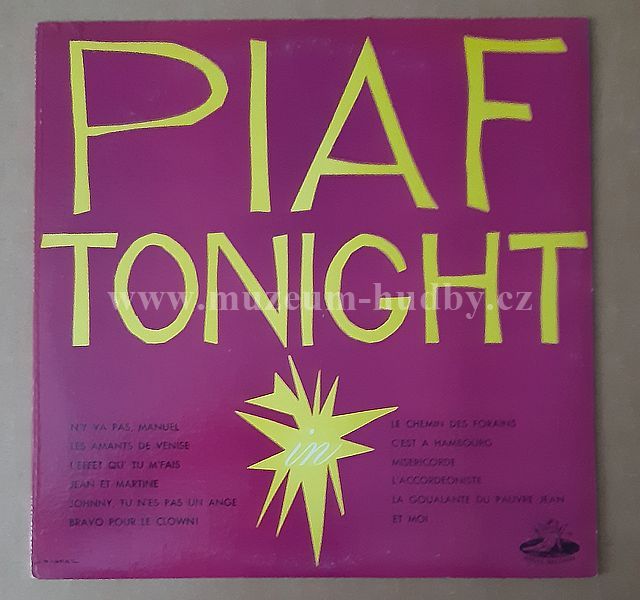 PIAF
TONIGHT
www.muzeum-hudby.cz
in
N'Y VA PAS, MANUEL
LES AMANTS DE VENISE
L'EFFET QU' TU M'FAIS
JEAN ET MARTINE
JOHNNY, TU N'ES PAS UN ANGE
BRAVO POUR LE CLOWN!
LE CHEMIN DES FORAINS
C'EST A HAMBOURG
MISERICORDE
L'ACCORDEONISTE
LA GOUALANTE DU PAUVRE JEAN
ET MOI